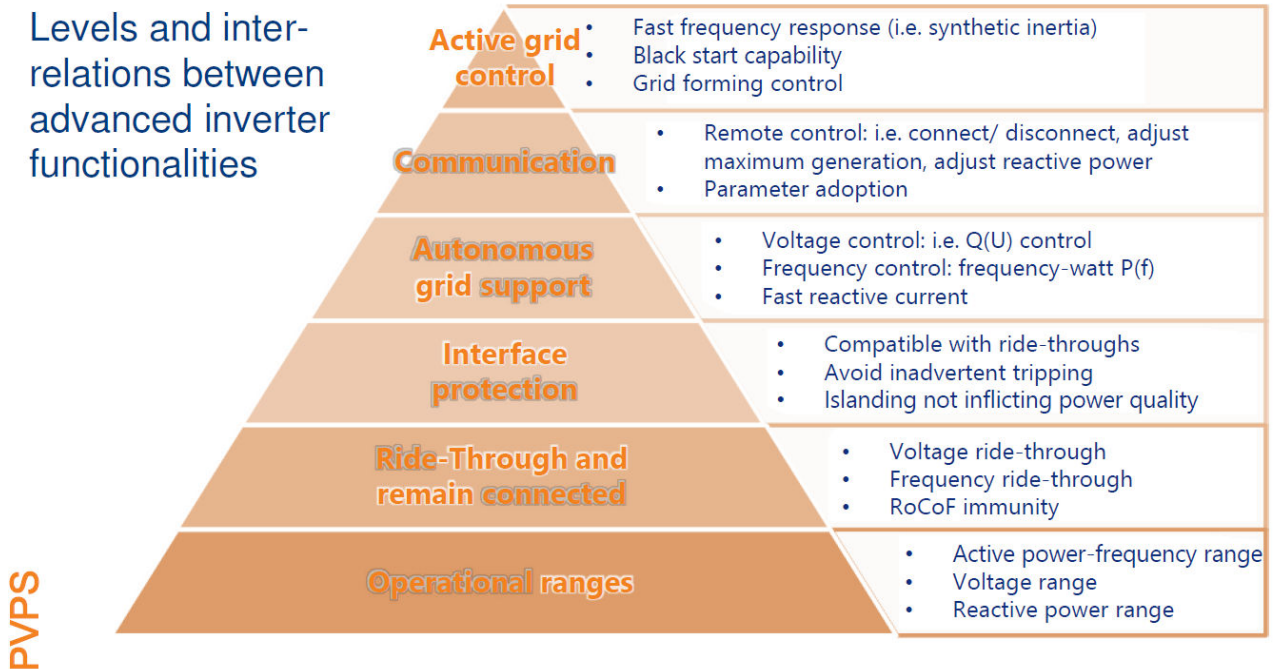 Levels and inter-
relations between
advanced inverter
functionalities
Active grid
control
• Fast frequency response (i.e. synthetic inertia)
• Black start capability
• Grid forming control
Communication
• Remote control: i.e. connect/ disconnect, adjust
maximum generation, adjust reactive power
• Parameter adoption
Autonomous
grid support
• Voltage control: i.e. Q(U) control
• Frequency control: frequency-watt P(f)
• Fast reactive current
Interface
protection
• Compatible with ride-throughs
• Avoid inadvertent tripping
• Islanding not inflicting power quality
Ride-Through and
remain connected
• Voltage ride-through
• Frequency ride-through
• RoCoF immunity
Operational ranges
• Active power-frequency range
• Voltage range
• Reactive power range
PVPS